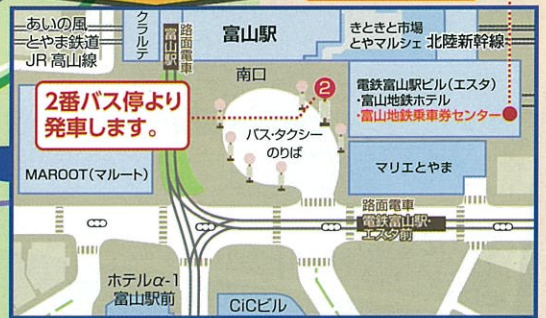 あいの風
とやま鉄道
JR 高山線
クラルテ
富山駅
路面電車
富山駅
きときと市場
とやマルシェ
北陸新幹線
南口
2番バス停より
発車します。
2
電鉄富山駅ビル(エスタ)
・富山地鉄ホテル
・富山地鉄乗車券センター
バス・タクシー
のりば
MAROOT(マルート)
マリエとやま
路面電車
電鉄富山駅・
エスタ前
ホテルα-1
富山駅前
CiCビル